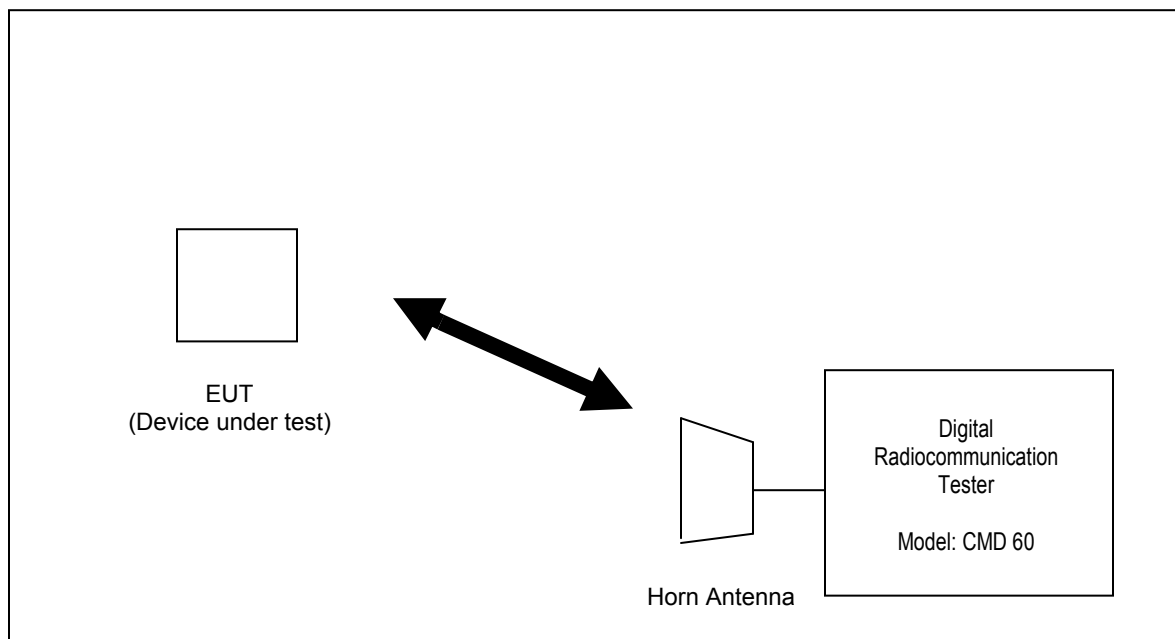 EUT
(Device under test)
Digital
Radiocommunication
Tester
Model: CMD 60
Horn Antenna